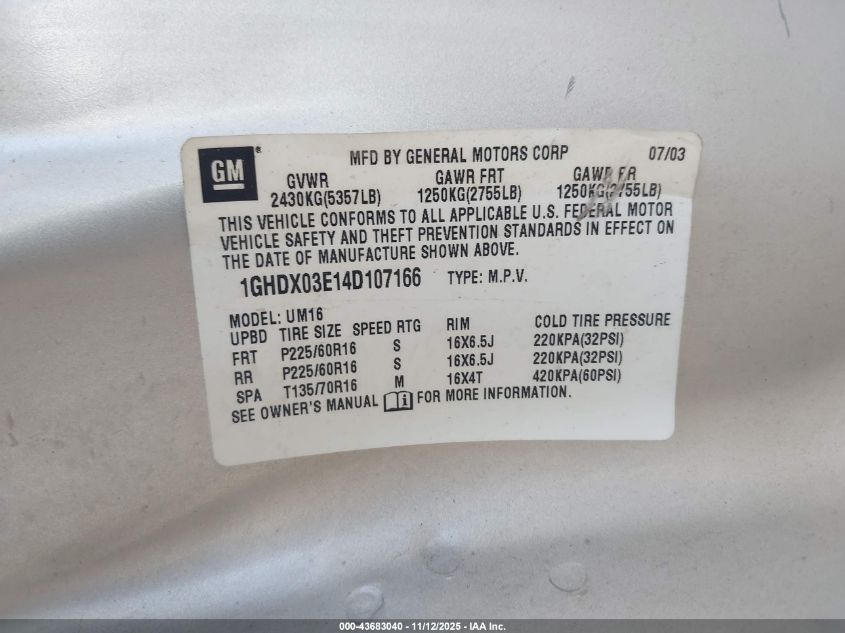 GM ® MFD BY GENERAL MOTORS CORP 07/03
GVWR GAWR FRT GAWR RR
2430KG(5357LB) 1250KG(2755LB) 1250KG(2755LB)
THIS VEHICLE CONFORMS TO ALL APPLICABLE U.S. FEDERAL MOTOR
VEHICLE SAFETY AND THEFT PREVENTION STANDARDS IN EFFECT ON
THE DATE OF MANUFACTURE SHOWN ABOVE.
1GHDX03E14D107166 TYPE: M.P.V.
MODEL: UM16
UPBD TIRE SIZE SPEED RTG RIM COLD TIRE PRESSURE
FRT P225/60R16 S 16X6.5J 220KPA(32PSI)
RR P225/60R16 S 16X6.5J 220KPA(32PSI)
SPA T135/70R16 M 16X4T 420KPA(60PSI)
SEE OWNER'S MANUAL i FOR MORE INFORMATION.
000-43683040 - 11/12/2025 - IAA Inc.